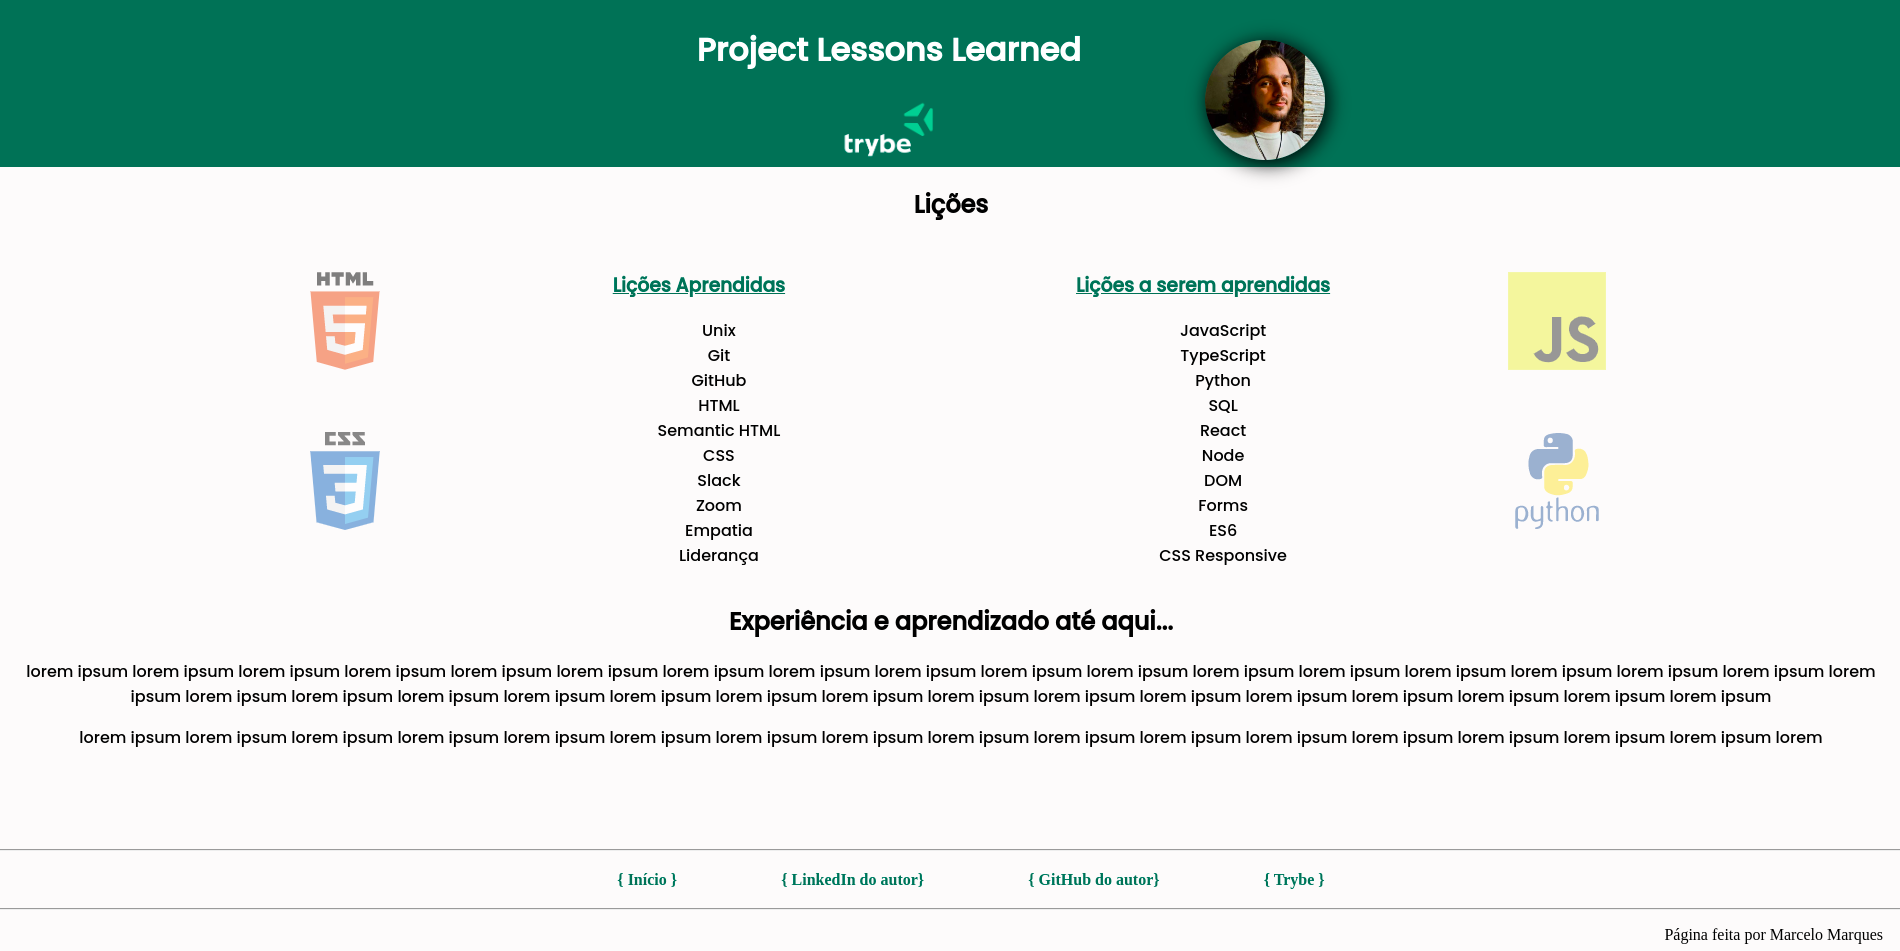 Project Lessons Learned
trybe
Lições
HTML
5
CSS
3
Lições Aprendidas
Unix
Git
GitHub
HTML
Semantic HTML
CSS
Slack
Zoom
Empatia
Liderança
Lições a serem aprendidas
JavaScript
TypeScript
Python
SQL
React
Node
DOM
Forms
ES6
CSS Responsive
JS
python
Experiência e aprendizado até aqui...
lorem ipsum lorem ipsum lorem ipsum lorem ipsum lorem ipsum lorem ipsum lorem ipsum lorem ipsum lorem ipsum lorem ipsum lorem ipsum lorem ipsum lorem ipsum lorem ipsum lorem ipsum lorem ipsum lorem ipsum lorem
ipsum lorem ipsum lorem ipsum lorem ipsum lorem ipsum lorem ipsum lorem ipsum lorem ipsum lorem ipsum lorem ipsum lorem ipsum lorem ipsum lorem ipsum lorem ipsum lorem ipsum lorem ipsum
lorem ipsum lorem ipsum lorem ipsum lorem ipsum lorem ipsum lorem ipsum lorem ipsum lorem ipsum lorem ipsum lorem ipsum lorem ipsum lorem ipsum lorem ipsum lorem ipsum lorem ipsum lorem ipsum lorem
{ Início }
{ LinkedIn do autor}
{ GitHub do autor}
{ Trybe }
Página feita por Marcelo Marques